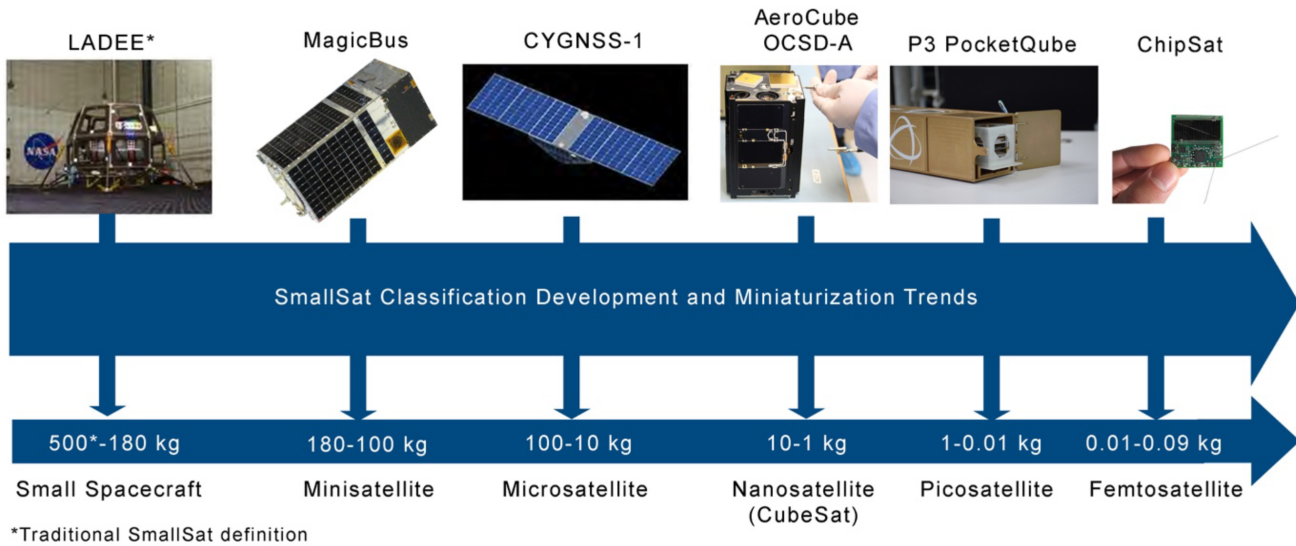 LADEE*
MagicBus
CYGNSS-1
AeroCube
OCSD-A
P3 PocketQube
ChipSat
NASA
SmallSat Classification Development and Miniaturization Trends
500*-180 kg
180-100 kg
100-10 kg
10-1 kg
1-0.01 kg
0.01-0.09 kg
Small Spacecraft
Minisatellite
Microsatellite
Nanosatellite
(CubeSat)
Picosatellite
Femtosatellite
*Traditional SmallSat definition